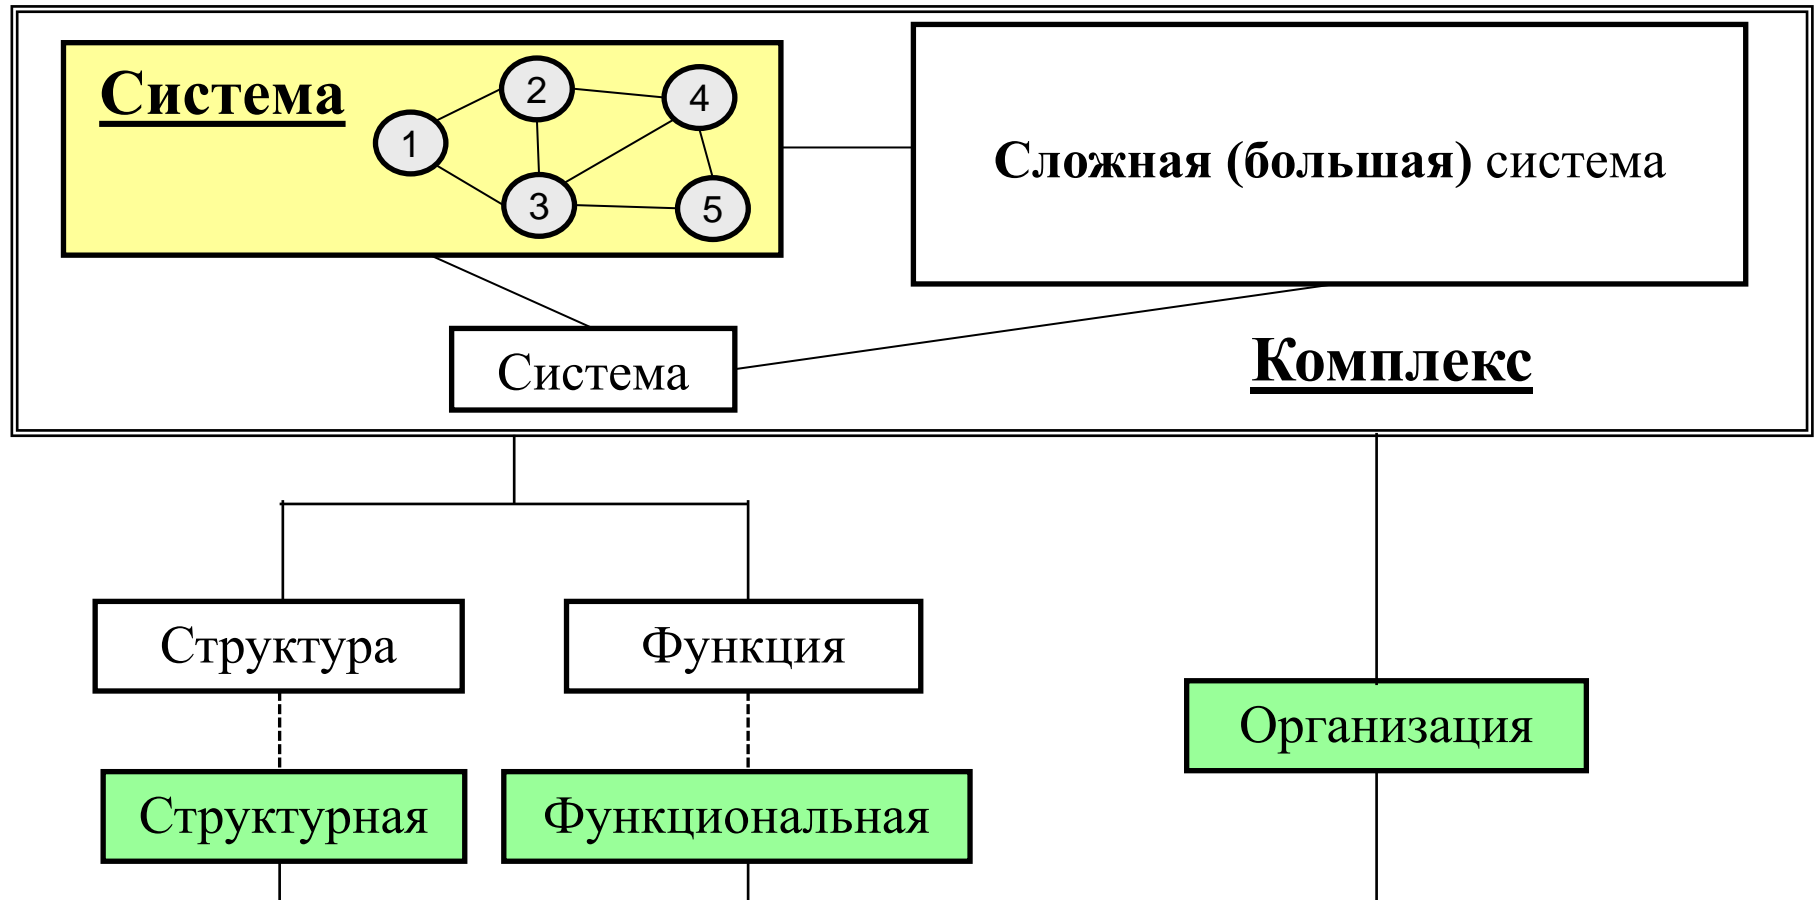 Система
2
4
1
3
5
Сложная (большая) система
Система
Комплекс
Структура
Функция
Организация
Структурная
Функциональная